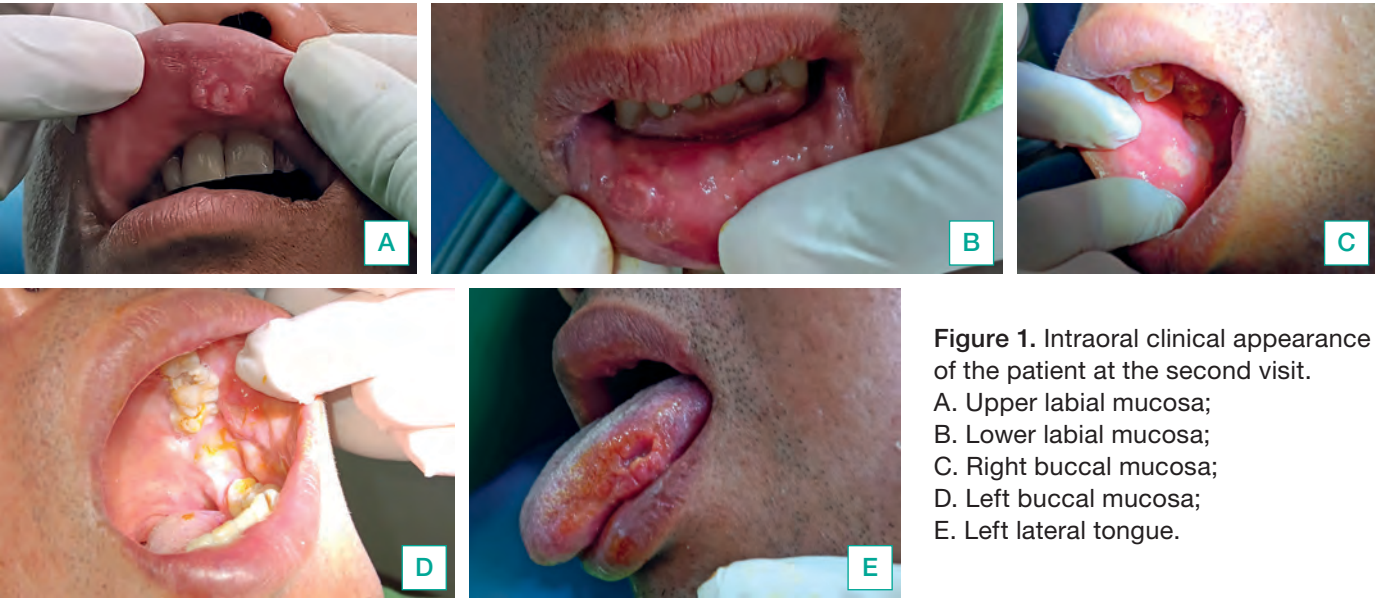 A
B
C
D
E
Figure 1. Intraoral clinical appearance
of the patient at the second visit.
A. Upper labial mucosa;
B. Lower labial mucosa;
C. Right buccal mucosa;
D. Left buccal mucosa;
E. Left lateral tongue.